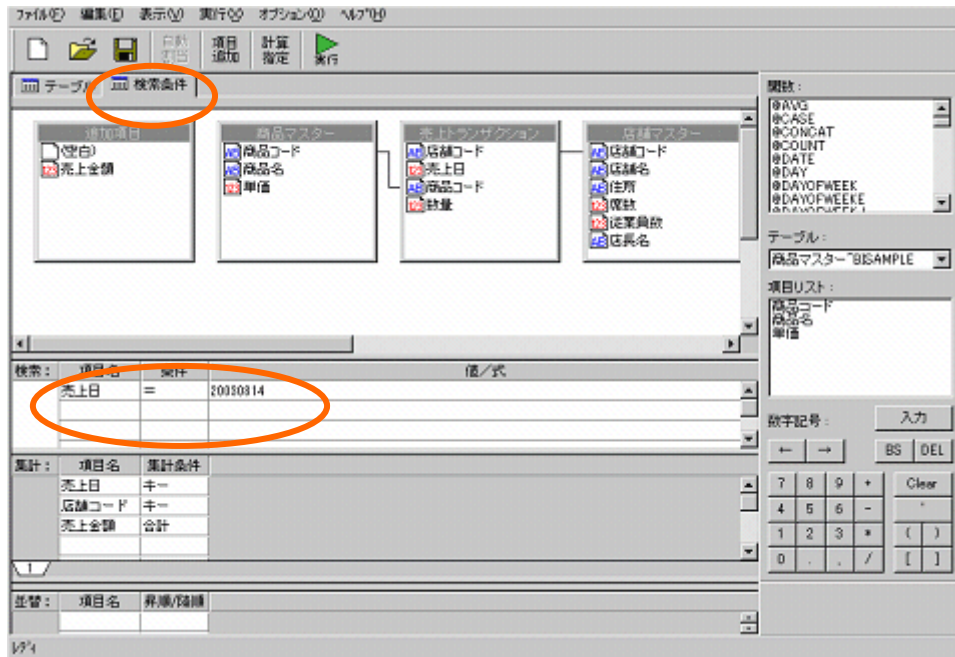 ファイル(F) 編集(E) 表示(V) 実行(X) オプション(O) ヘルプ(H)
自動割当 項目追加 計算指定 実行
テーブル 検索条件
追加項目
(空白)
売上金額
商品マスター
商品コード
商品名
単価
売上トランザクション
店舗コード
売上日
商品コード
数量
店舗マスター
店舗コード
店舗名
住所
席数
従業員数
店長名
検索: 項目名 条件 値/式
売上日 = 20030814
集計: 項目名 集計条件
売上日 キー
店舗コード キー
売上金額 合計
1
並替: 項目名 昇順/降順
レディ
関数:
@AVG
@CASE
@CONCAT
@COUNT
@DATE
@DAY
@DAYOFWEEK
@DAYOFWEEKE
テーブル:
商品マスター~BISAMPLE
項目リスト:
商品コード
商品名
単価
数字記号: 入力
← → BS DEL
7 8 9 + Clear
4 5 6 - '
1 2 3 * ( )
0 . , / [ ]